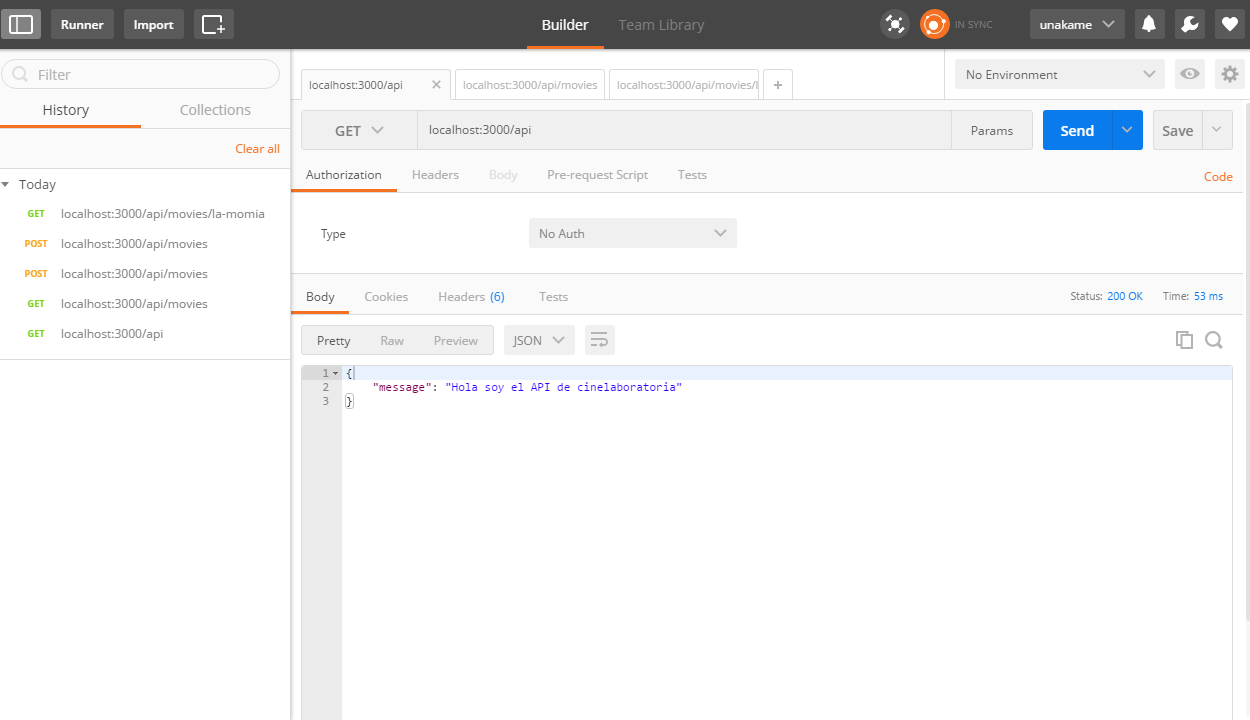 Runner Import Builder Team Library IN SYNC unakame
Filter
History Collections
Clear all
Today
GET localhost:3000/api/movies/la-momia
POST localhost:3000/api/movies
POST localhost:3000/api/movies
GET localhost:3000/api/movies
GET localhost:3000/api
localhost:3000/api localhost:3000/api/movies localhost:3000/api/movies/l + No Environment
GET localhost:3000/api Params Send Save
Authorization Headers Body Pre-request Script Tests Code
Type No Auth
Body Cookies Headers (6) Tests Status: 200 OK Time: 53 ms
Pretty Raw Preview JSON
1 {
2 "message": "Hola soy el API de cinelaboratoria"
3 }